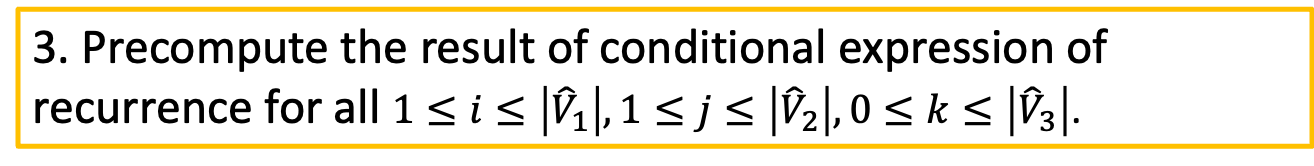 3. Precompute the result of conditional expression of
recurrence for all 1 ≤ 𝑖 ≤ |V̂₁|, 1 ≤ 𝑗 ≤ |V̂₂|, 0 ≤ 𝑘 ≤ |V̂₃|.